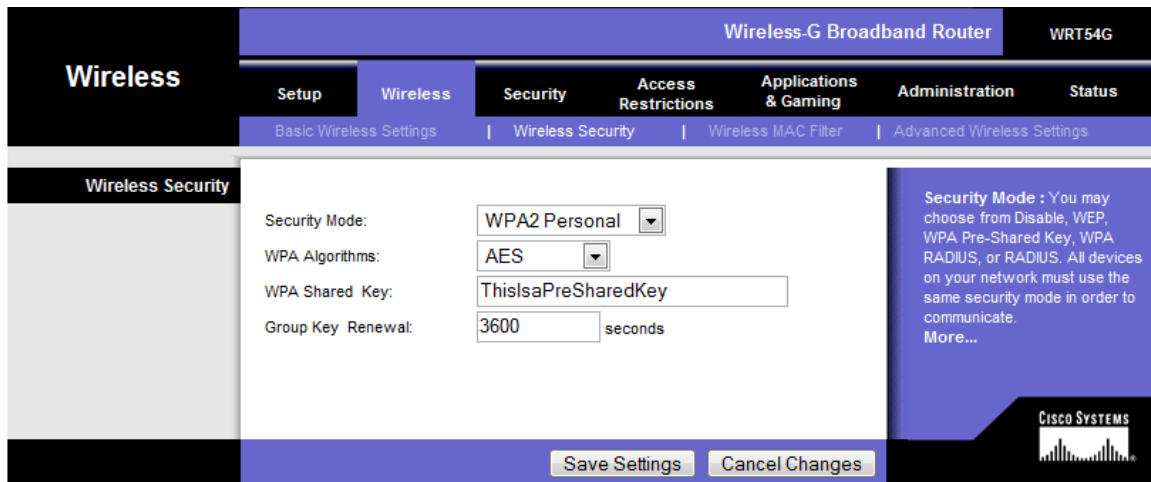 Wireless-G Broadband Router WRT54G
Wireless
Setup Wireless Security Access Restrictions Applications & Gaming Administration Status
Basic Wireless Settings | Wireless Security | Wireless MAC Filter | Advanced Wireless Settings
Wireless Security
Security Mode: WPA2 Personal
WPA Algorithms: AES
WPA Shared Key: ThisIsaPreSharedKey
Group Key Renewal: 3600 seconds
Security Mode : You may
choose from Disable, WEP,
WPA Pre-Shared Key, WPA
RADIUS, or RADIUS. All devices
on your network must use the
same security mode in order to
communicate.
More...
CISCO SYSTEMS
Save Settings Cancel Changes